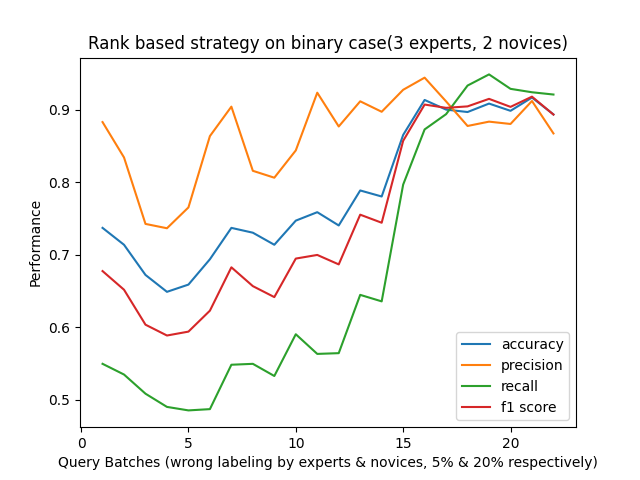 Rank based strategy on binary case(3 experts, 2 novices)
Performance
0.9
0.8
0.7
0.6
0.5
0
5
10
15
20
accuracy
precision
recall
f1 score
Query Batches (wrong labeling by experts & novices, 5% & 20% respectively)